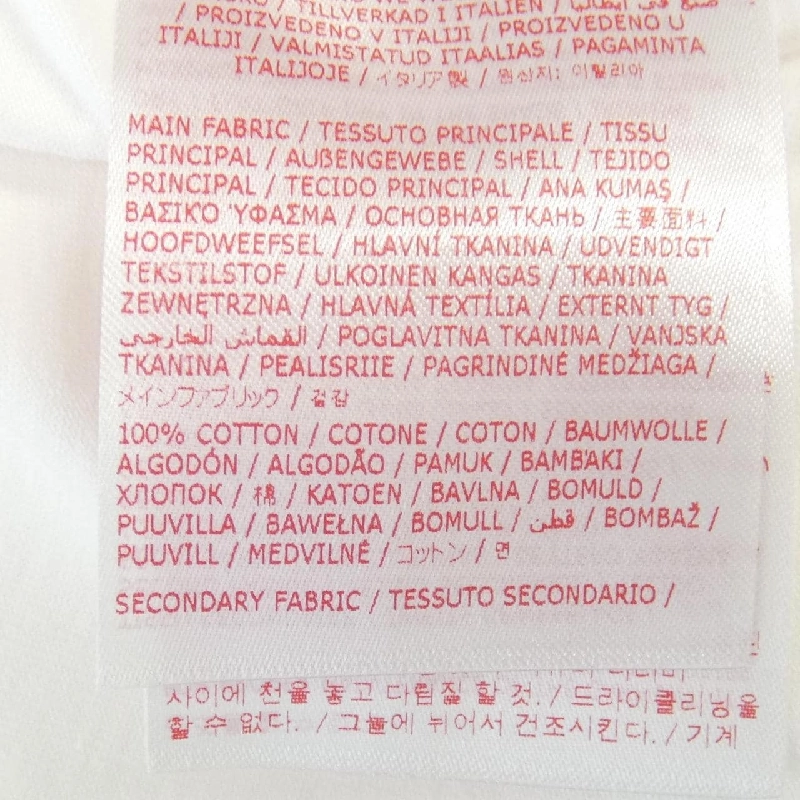 / TILLVERKAD I ITALIEN /
/ PROIZVEDENO V ITALIJI / PROIZVEDENO U
ITALIJI / VALMISTATUD ITAALIAS / PAGAMINTA
ITALIJOJE / イタリア製 / 원산지: 이탈리아
MAIN FABRIC / TESSUTO PRINCIPALE / TISSU
PRINCIPAL / AUßENGEWEBE / SHELL / TEJIDO
PRINCIPAL / TECIDO PRINCIPAL / ANA KUMAŞ /
ΒΑΣΙΚΌ ΎΦΑΣΜΑ / ОСНОВНАЯ ТКАНЬ / 主要面料 /
HOOFDWEEFSEL / HLAVNÍ TKANINA / UDVENDIGT
TEKSTILSTOF / ULKOINEN KANGAS / TKANINA
ZEWNĘTRZNA / HLAVNÁ TEXTÍLIA / EXTERNT TYG /
القماش الخارجي / POGLAVITNA TKANINA / VANJSKA
TKANINA / PEALISRIIE / PAGRINDINĖ MEDŽIAGA /
メインファブリック / 겉감
100% COTTON / COTONE / COTON / BAUMWOLLE /
ALGODÓN / ALGODÃO / PAMUK / ΒΑΜΒΆΚΙ /
ХЛОПОК / 棉 / KATOEN / BAVLNA / BOMULD /
PUUVILLA / BAWEŁNA / BOMULL / قطن / BOMBAŽ /
PUUVILL / MEDVILNĖ / コットン / 면
SECONDARY FABRIC / TESSUTO SECONDARIO /
사이에 천을 놓고 다림질 할 것. / 드라이클리닝을
할 수 없다. / 그늘에 뉘어서 건조시킨다. / 기계